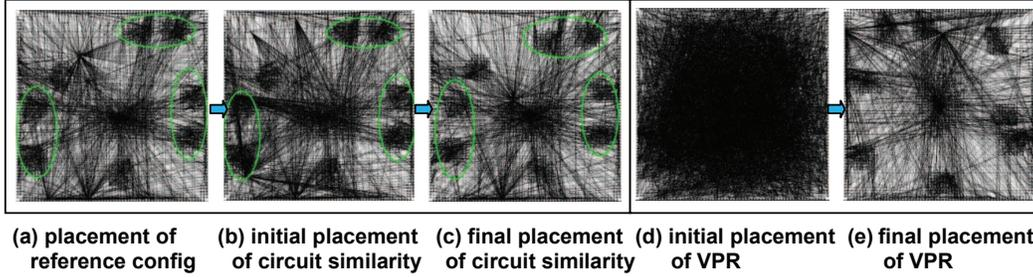 (a) placement of
reference config
(b) initial placement
of circuit similarity
(c) final placement
of circuit similarity
(d) initial placement
of VPR
(e) final placement
of VPR